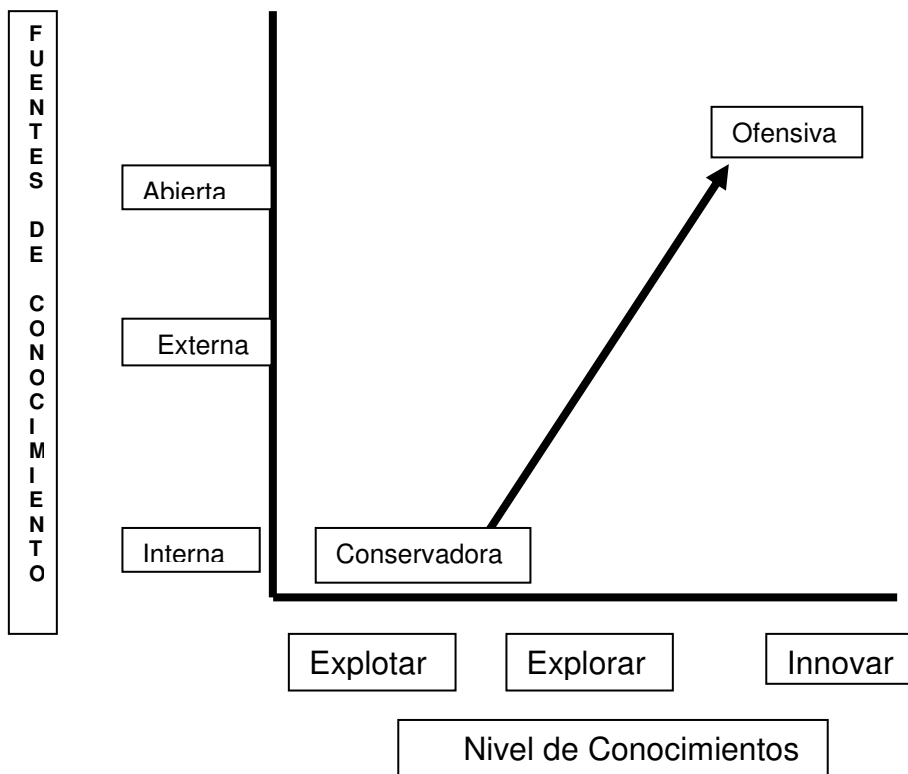 FUENTES DE CONOCIMIENTO
Ofensiva
Abierta
Externa
Interna
Conservadora
Explotar
Explorar
Innovar
Nivel de Conocimientos